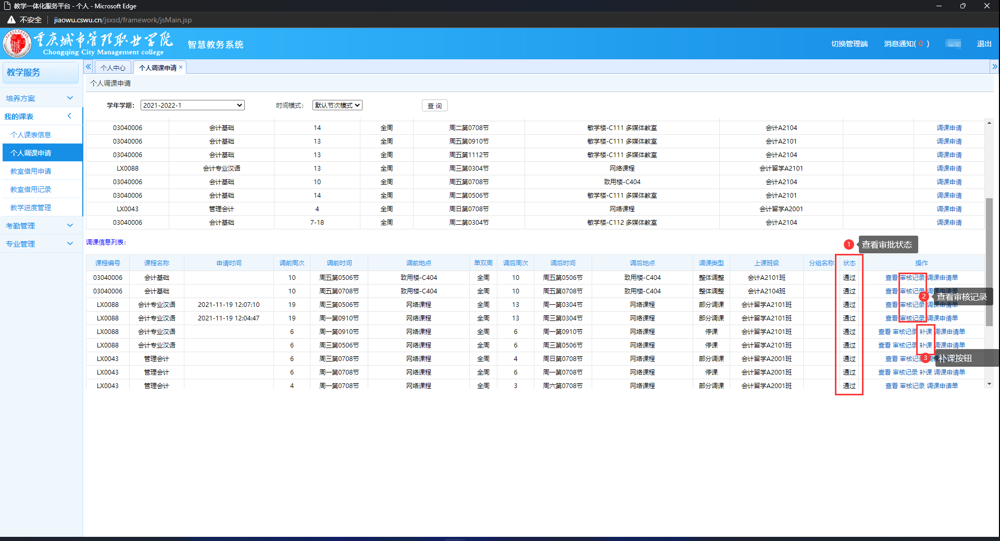 教学一体化服务平台 - 个人 - Microsoft Edge
不安全 jiaowu.cswu.cn/jsxsd/framework/jsMain.jsp
重庆城市管理职业学院
Chongqing City Management college
智慧教务系统
切换管理端 消息通知( 0 ) 退出
教学服务
培养方案
我的课表
个人课表信息
个人调课申请
教室借用申请
教室借用记录
教学进度管理
考勤管理
专业管理
个人中心 个人调课申请 ×
个人调课申请
学年学期: 2021-2022-1 时间模式: 默认节次模式 查 询
03040006 会计基础 14 全周 周二第0708节 敏学楼-C111 多媒体教室 会计A2104 调课申请
03040006 会计基础 13 全周 周五第0910节 敏学楼-C111 多媒体教室 会计A2101 调课申请
03040006 会计基础 13 全周 周五第1112节 敏学楼-C111 多媒体教室 会计A2104 调课申请
LX0088 会计专业汉语 13 全周 周三第0304节 网络课程 会计留学A2101 调课申请
03040006 会计基础 10 全周 周五第0708节 致用楼-C404 会计A2104 调课申请
03040006 会计基础 14 全周 周二第0506节 敏学楼-C111 多媒体教室 会计A2101 调课申请
LX0043 管理会计 4 全周 周日第0708节 网络课程 会计留学A2001 调课申请
03040006 会计基础 7-18 全周 周二第0304节 敏学楼-C112 多媒体教室 会计A2104 调课申请
调课信息列表:
1 查看审批状态
课程编号 课程名称 申请时间 调前周次 调前时间 调前地点 单双周 调后周次 调后时间 调后地点 调课类型 上课班级 分组名称 状态 操作
03040006 会计基础 10 周五第0506节 致用楼-C404 全周 10 周五第0506节 致用楼-C404 整体调整 会计A2101班 通过 查看 审核记录 调课申请单
03040006 会计基础 10 周五第0708节 致用楼-C404 全周 10 周五第0708节 致用楼-C404 整体调整 会计A2104班 通过 查看 审核记录 调课申请单
2 查看审核记录
LX0088 会计专业汉语 2021-11-19 12:07:10 19 周三第0506节 网络课程 全周 13 周一第0304节 网络课程 部分调课 会计留学A2101班 通过 查看 审核记录 调课申请单
LX0088 会计专业汉语 2021-11-19 12:04:47 19 周一第0910节 网络课程 全周 13 周三第0304节 网络课程 部分调课 会计留学A2101班 通过 查看 审核记录 调课申请单
LX0088 会计专业汉语 6 周一第0910节 网络课程 全周 6 周一第0910节 网络课程 停课 会计留学A2101班 通过 查看 审核记录 补课 调课申请单
LX0088 会计专业汉语 6 周三第0506节 网络课程 全周 6 周三第0506节 网络课程 停课 会计留学A2101班 通过 查看 审核记录 补课 调课申请单
LX0043 管理会计 6 周三第0708节 网络课程 全周 4 周日第0708节 网络课程 部分调课 会计留学A2001班 通过 查看 审核记
3 补课按钮
LX0043 管理会计 6 周一第0708节 网络课程 全周 6 周一第0708节 网络课程 停课 会计留学A2001班 通过 查看 审核记录 补课 调课申请单
LX0043 管理会计 4 周一第0708节 网络课程 全周 3 周六第0708节 网络课程 部分调课 会计留学A2001班 通过 查看 审核记录 调课申请单